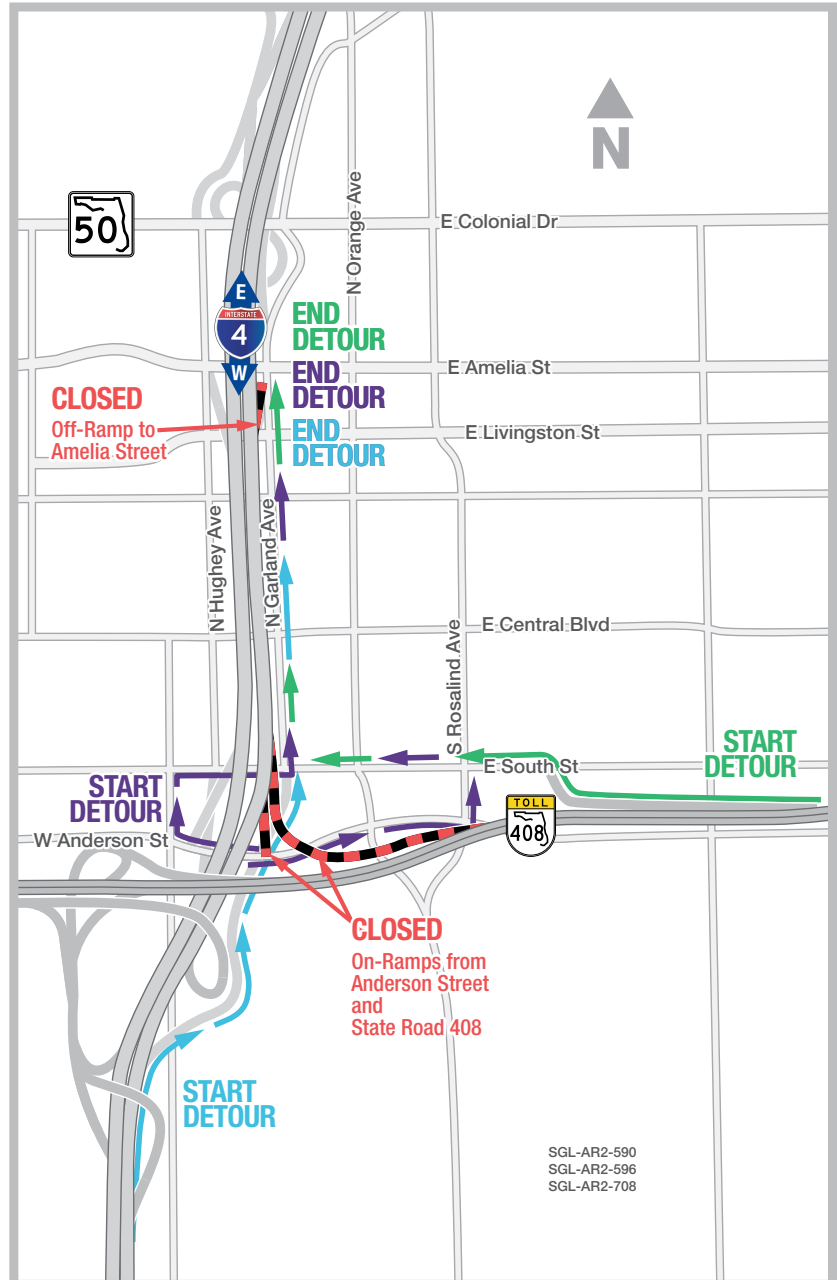 N
E Colonial Dr
50
N Orange Ave
E
INTERSTATE
4
W
END
DETOUR
E Amelia St
END
DETOUR
CLOSED
Off-Ramp to
Amelia Street
END
DETOUR
E Livingston St
N Hughey Ave
N Garland Ave
E Central Blvd
S Rosalind Ave
START
DETOUR
E South St
START
DETOUR
TOLL
408
W Anderson St
CLOSED
On-Ramps from
Anderson Street
and
State Road 408
START
DETOUR
SGL-AR2-590
SGL-AR2-596
SGL-AR2-708